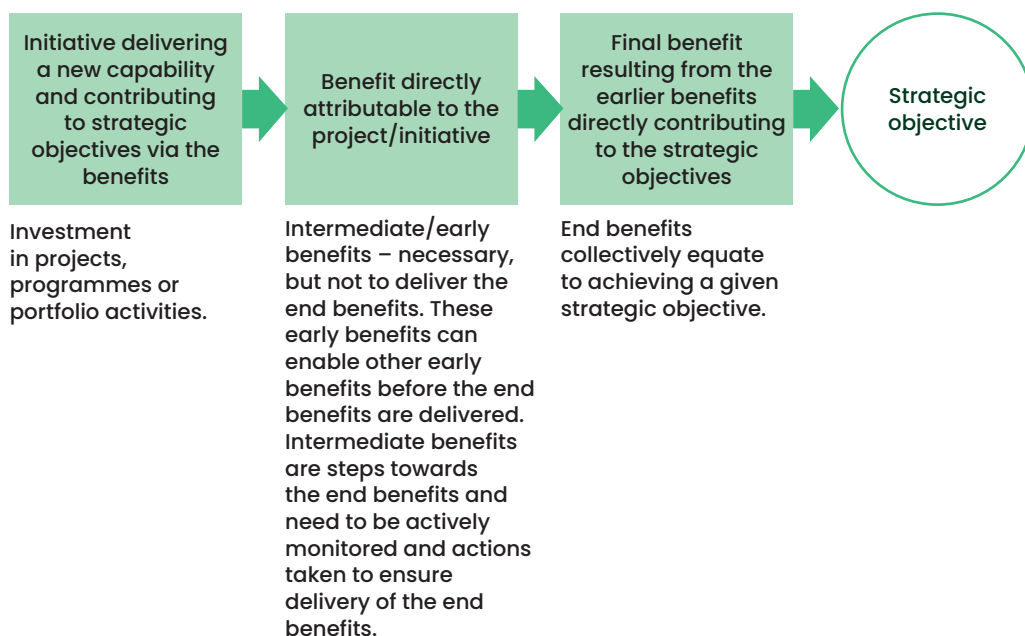 Initiative delivering
a new capability
and contributing
to strategic
objectives via the
benefits
Benefit directly
attributable to the
project/initiative
Final benefit
resulting from the
earlier benefits
directly contributing
to the strategic
objectives
Strategic
objective
Investment
in projects,
programmes or
portfolio activities.
Intermediate/early
benefits – necessary,
but not to deliver the
end benefits. These
early benefits can
enable other early
benefits before the end
benefits are delivered.
Intermediate benefits
are steps towards
the end benefits and
need to be actively
monitored and actions
taken to ensure
delivery of the end
benefits.
End benefits
collectively equate
to achieving a given
strategic objective.